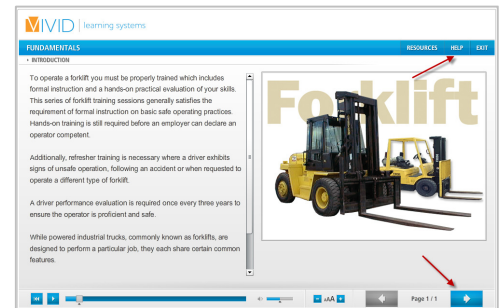 VIVID learning systems
FUNDAMENTALS
RESOURCES HELP EXIT
INTRODUCTION
To operate a forklift you must be properly trained which includes
formal instruction and a hands-on practical evaluation of your skills.
This series of forklift training sessions generally satisfies the
requirement of formal instruction on basic safe operating practices.
Hands-on training is still required before an employer can declare an
operator competent.
Additionally, refresher training is necessary where a driver exhibits
signs of unsafe operation, following an accident or when requested to
operate a different type of forklift.
A driver performance evaluation is required once every three years to
ensure the operator is proficient and safe.
While powered industrial trucks, commonly known as forklifts, are
designed to perform a particular job, they each share certain common
features.
Forklift
AAA
Page 1 / 1